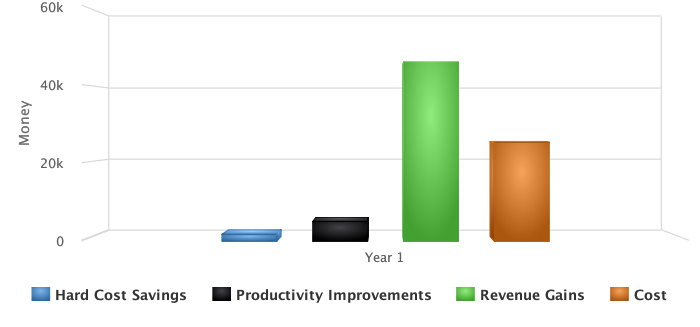 60k
40k
20k
0
Money
Year 1
Hard Cost Savings Productivity Improvements Revenue Gains Cost